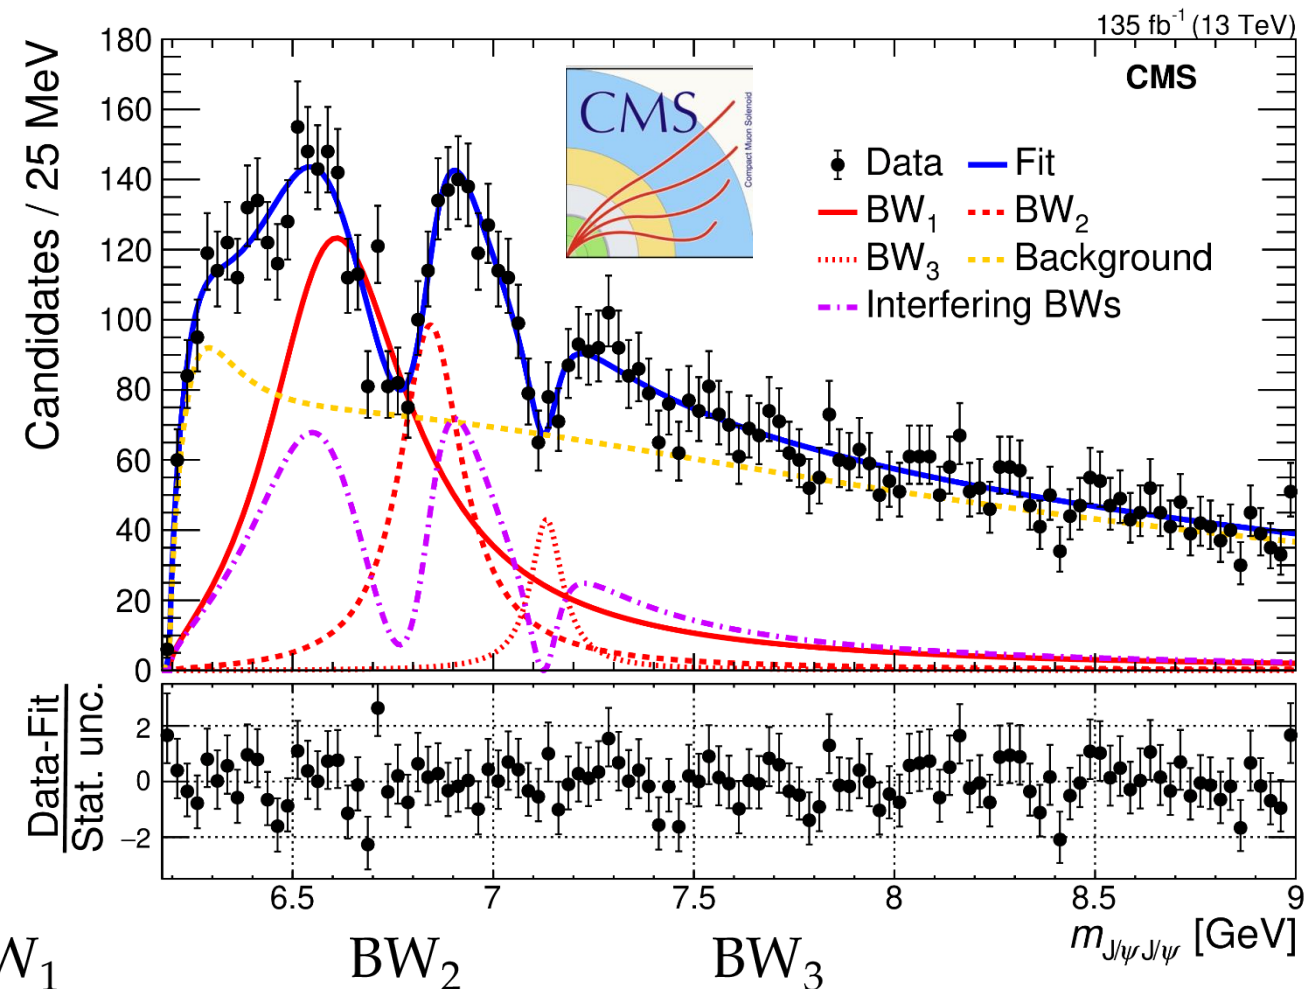 135 fb⁻¹ (13 TeV)
CMS
CMS
Compact Muon Solenoid
Candidates / 25 MeV
180
160
140
120
100
80
60
40
20
0
Data
Fit
BW₁
BW₂
BW₃
Background
Interfering BWs
Data-Fit
Stat. unc.
2
0
−2
6.5 7 7.5 8 8.5 9
m_J/ψJ/ψ [GeV]
W₁ BW₂ BW₃